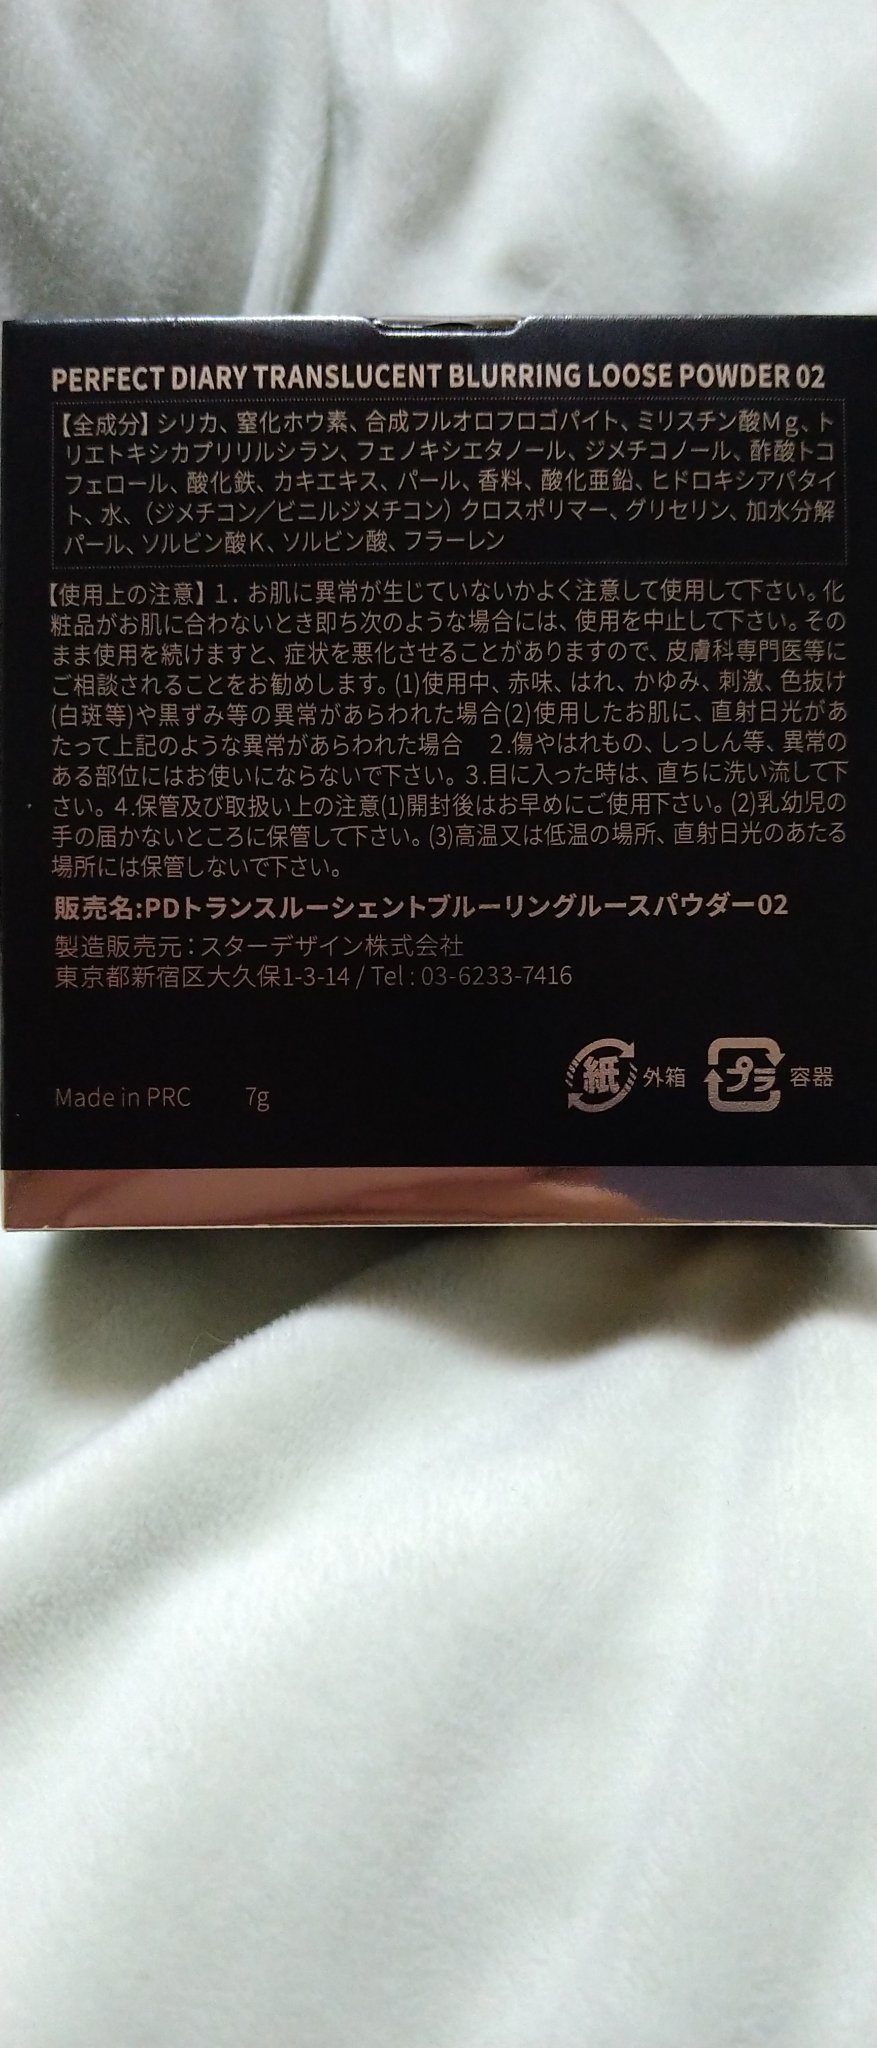 PERFECT DIARY TRANSLUCENT BLURRING LOOSE POWDER 02
【全成分】シリカ、窒化ホウ素、合成フルオロフロゴパイト、ミリスチン酸Mg、ト
リエトキシカプリリルシラン、フェノキシエタノール、ジメチコノール、酢酸トコ
フェロール、酸化鉄、カキエキス、パール、香料、酸化亜鉛、ヒドロキシアパタイ
ト、水、（ジメチコン／ビニルジメチコン）クロスポリマー、グリセリン、加水分解
パール、ソルビン酸K、ソルビン酸、フラーレン
【使用上の注意】1. お肌に異常が生じていないかよく注意して使用して下さい。化
粧品がお肌に合わないとき即ち次のような場合には、使用を中止して下さい。その
まま使用を続けますと、症状を悪化させることがありますので、皮膚科専門医等に
ご相談されることをお勧めします。(1)使用中、赤味、はれ、かゆみ、刺激、色抜け
(白斑等)や黒ずみ等の異常があらわれた場合(2)使用したお肌に、直射日光があ
たって上記のような異常があらわれた場合　2.傷やはれもの、しっしん等、異常の
ある部位にはお使いにならないで下さい。3.目に入った時は、直ちに洗い流して下
さい。4.保管及び取扱い上の注意(1)開封後はお早めにご使用下さい。(2)乳幼児の
手の届かないところに保管して下さい。(3)高温又は低温の場所、直射日光のあたる
場所には保管しないで下さい。
販売名:PDトランスルーシェントブルーリングルースパウダー02
製造販売元：スターデザイン株式会社
東京都新宿区大久保1-3-14 / Tel : 03-6233-7416
紙 外箱 プラ 容器
Made in PRC 7g